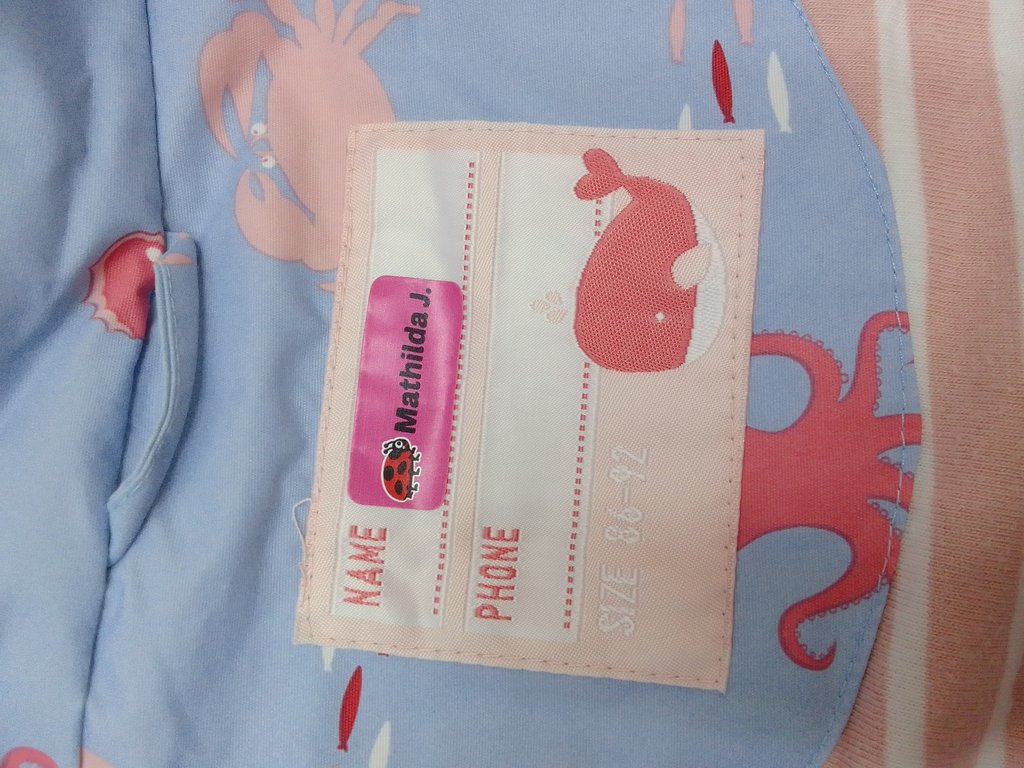 NAME Mathilda J.
PHONE
SIZE 86-92